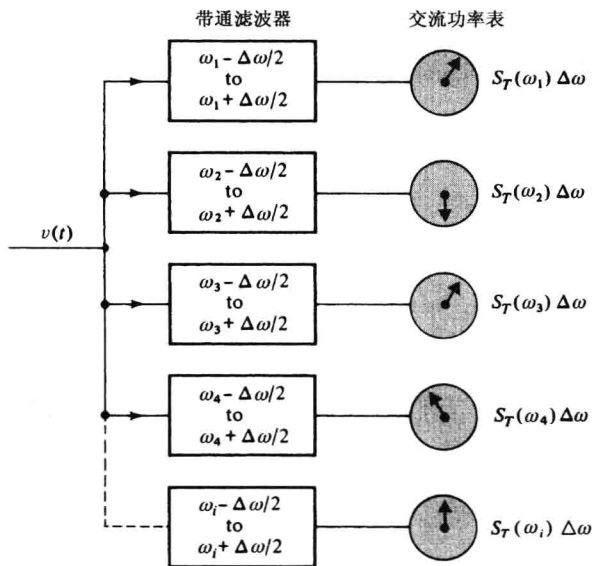 带通滤波器 交流功率表
ω₁ − Δω/2
to
ω₁ + Δω/2
S_T(ω₁) Δω
ω₂ − Δω/2
to
ω₂ + Δω/2
S_T(ω₂) Δω
v(t)
ω₃ − Δω/2
to
ω₃ + Δω/2
S_T(ω₃) Δω
ω₄ − Δω/2
to
ω₄ + Δω/2
S_T(ω₄) Δω
ωᵢ − Δω/2
to
ωᵢ + Δω/2
S_T(ωᵢ) Δω